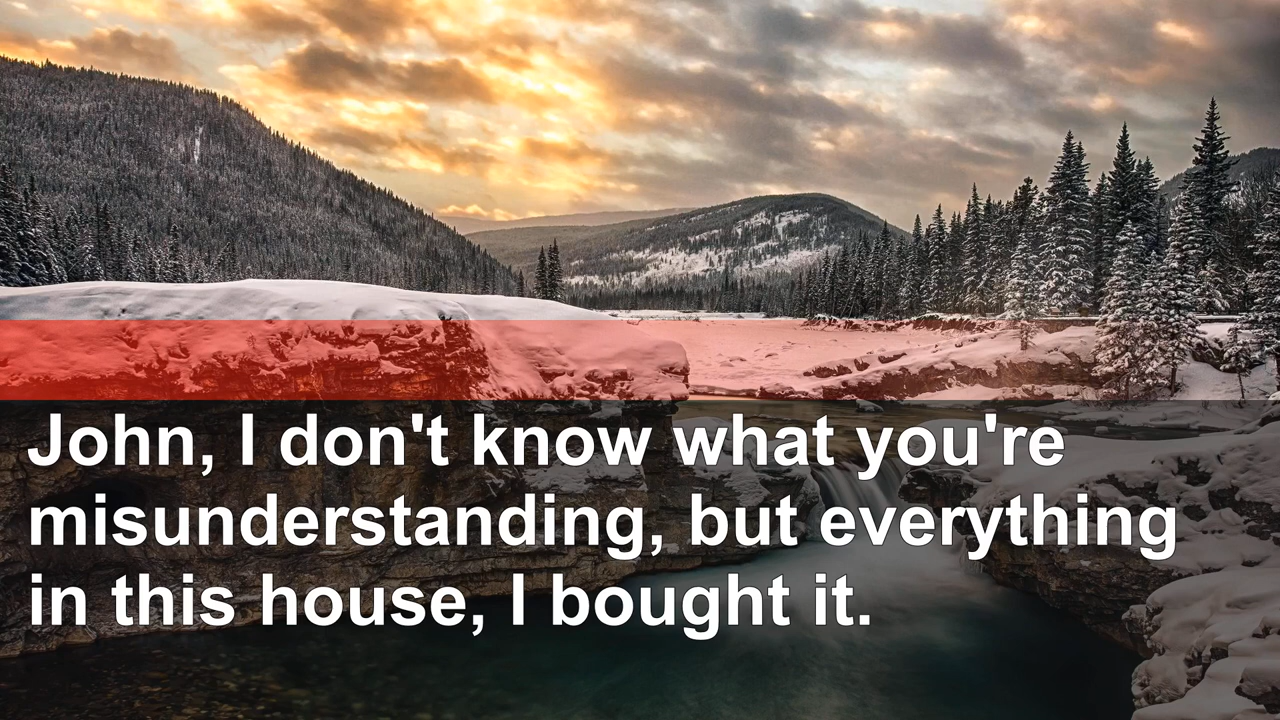 John, I don't know what you're
misunderstanding, but everything
in this house, I bought it.